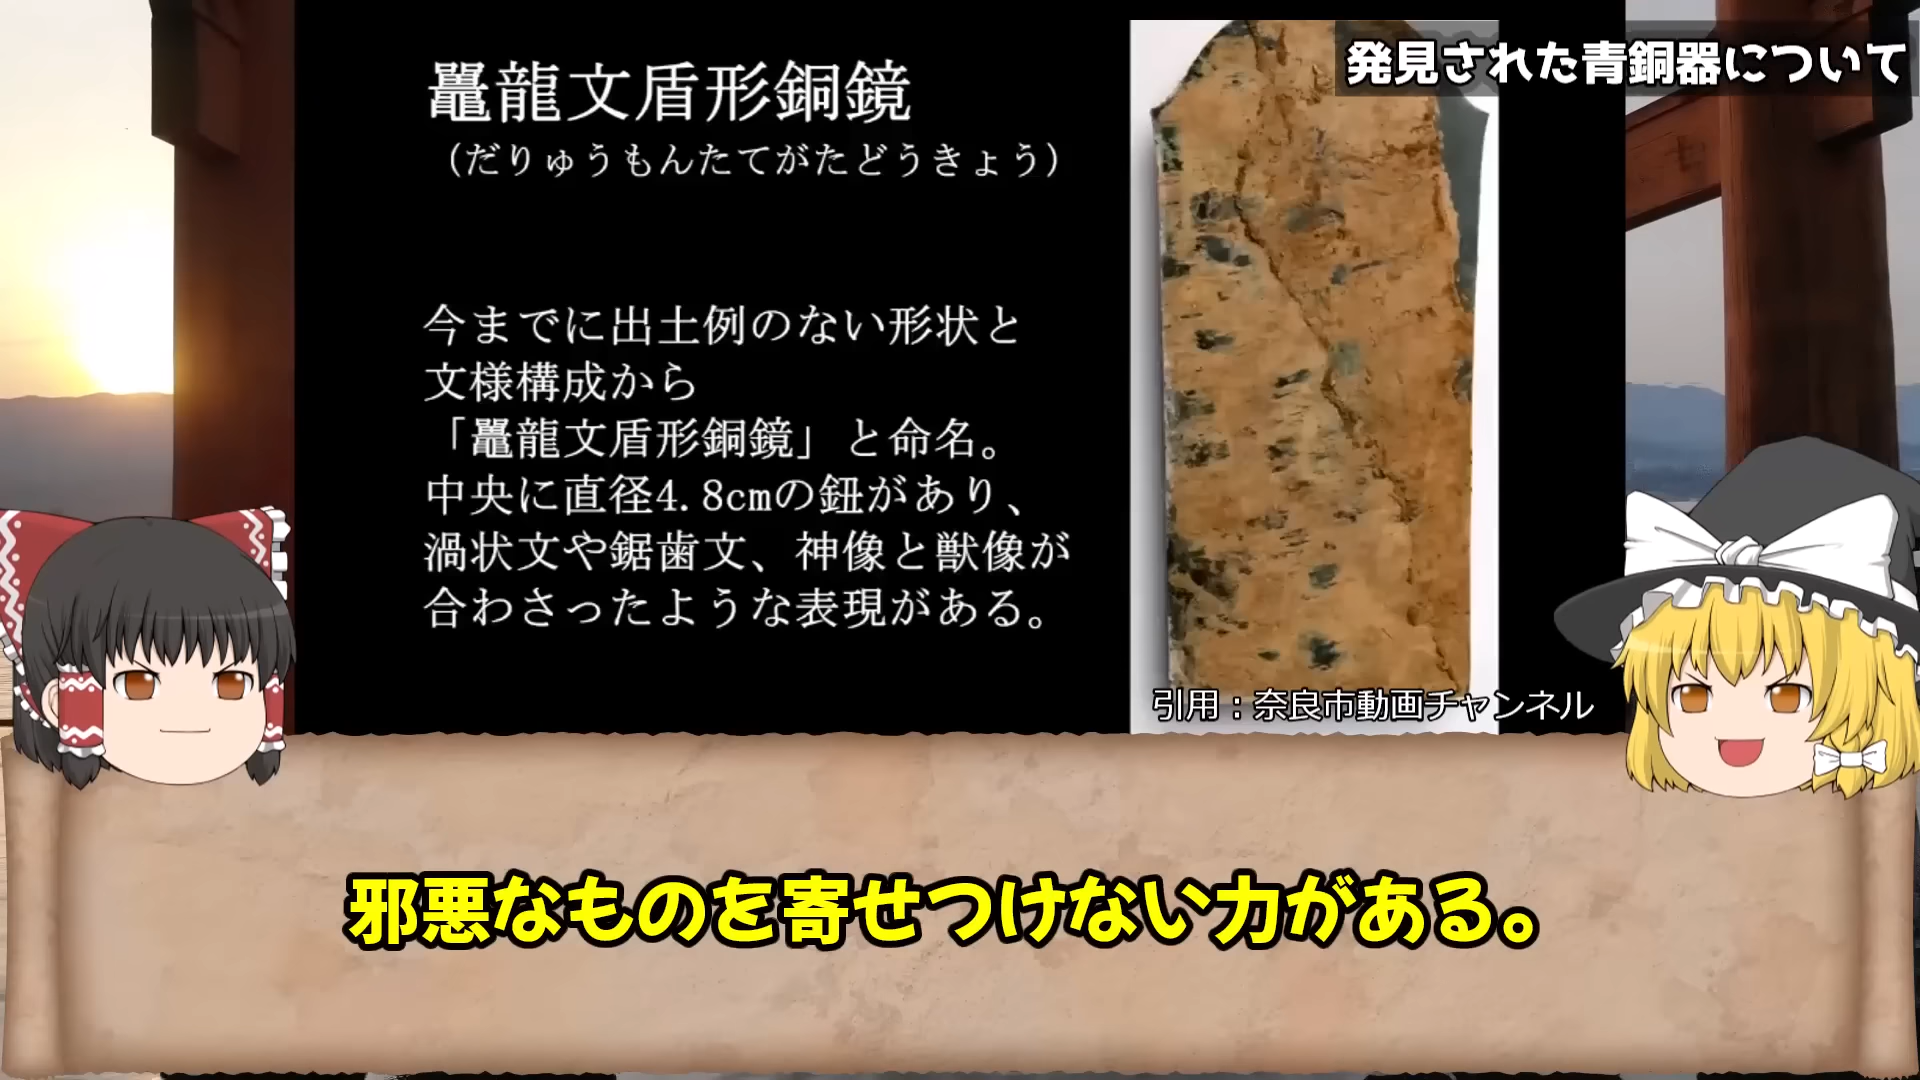 発見された青銅器について
鼉龍文盾形銅鏡
（だりゅうもんたてがたどうきょう）
今までに出土例のない形状と
文様構成から
「鼉龍文盾形銅鏡」と命名。
中央に直径4.8cmの鈕があり、
渦状文や鋸歯文、神像と獣像が
合わさったような表現がある。
引用：奈良市動画チャンネル
邪悪なものを寄せつけない力がある。